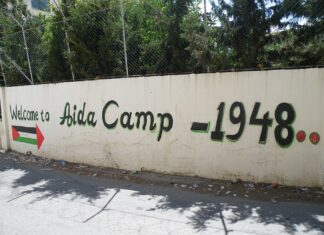 Welcome to Aida Camp - 1948..